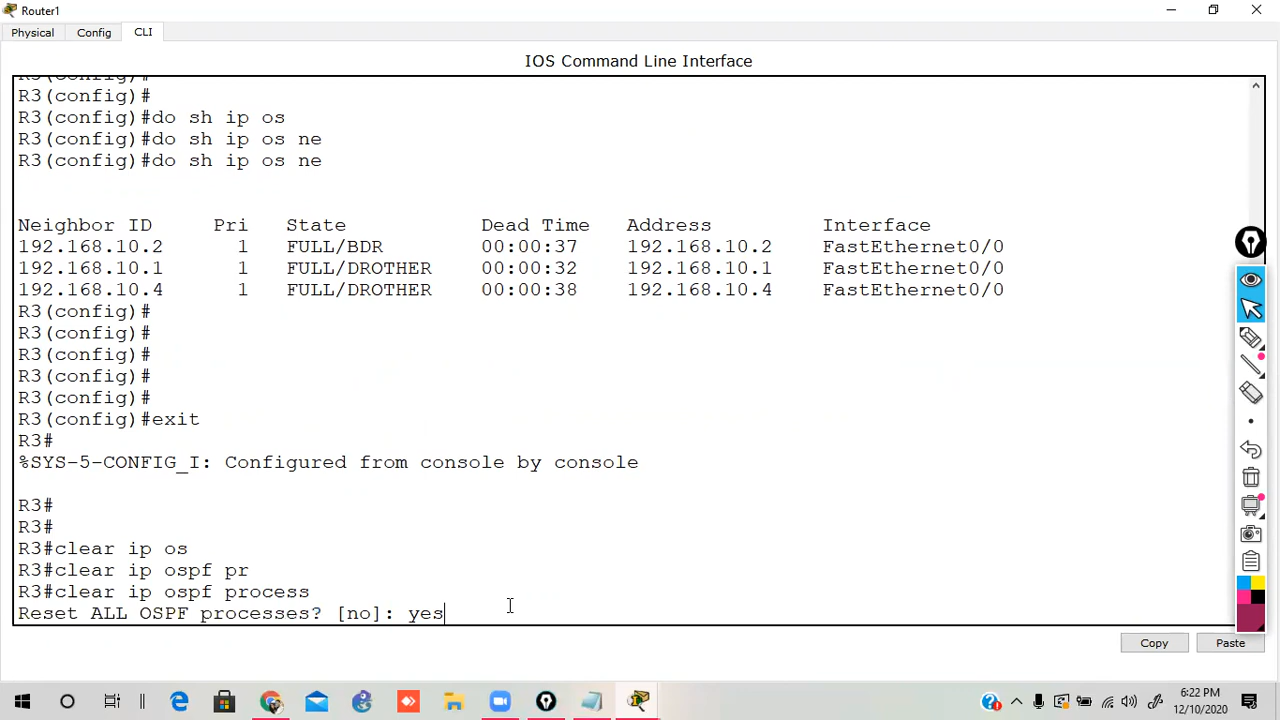 Router1
Physical Config CLI
IOS Command Line Interface
R3(config)#
R3(config)#
R3(config)#do sh ip os
R3(config)#do sh ip os ne
R3(config)#do sh ip os ne
Neighbor ID Pri State Dead Time Address Interface
192.168.10.2 1 FULL/BDR 00:00:37 192.168.10.2 FastEthernet0/0
192.168.10.1 1 FULL/DROTHER 00:00:32 192.168.10.1 FastEthernet0/0
192.168.10.4 1 FULL/DROTHER 00:00:38 192.168.10.4 FastEthernet0/0
R3(config)#
R3(config)#
R3(config)#
R3(config)#
R3(config)#
R3(config)#exit
R3#
%SYS-5-CONFIG_I: Configured from console by console
R3#
R3#
R3#clear ip os
R3#clear ip ospf pr
R3#clear ip ospf process
Reset ALL OSPF processes? [no]: yes
Copy Paste
6:22 PM
12/10/2020